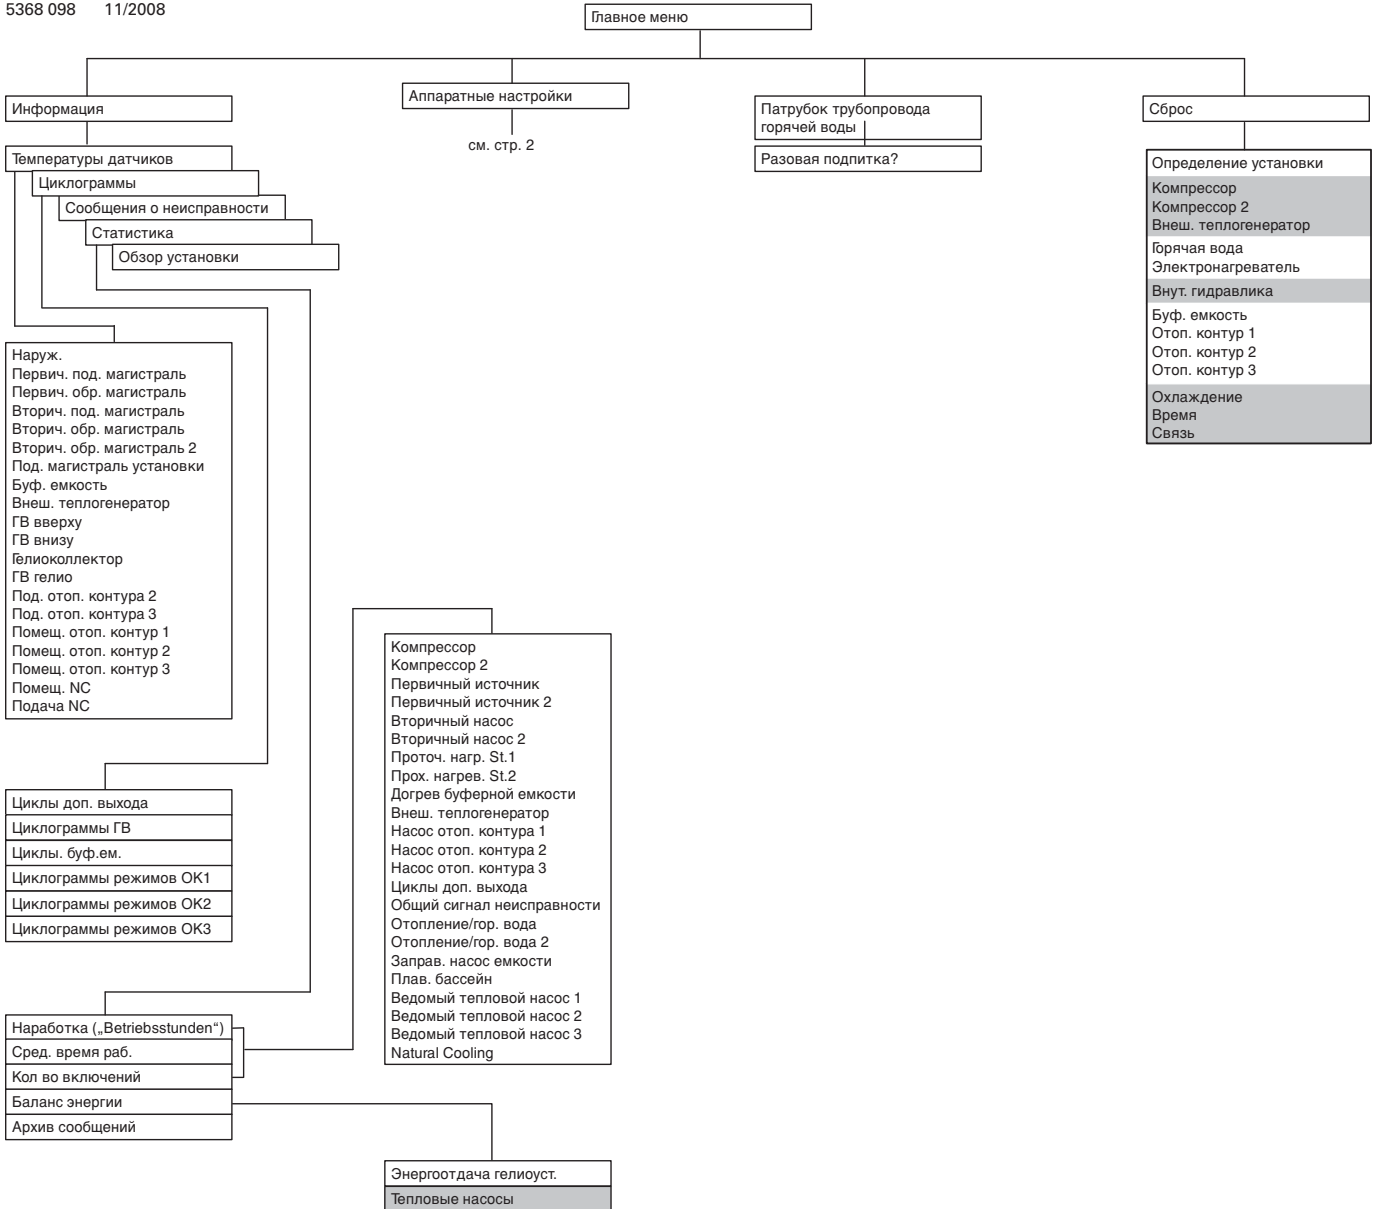 5368 098 11/2008
Главное меню
Информация
Аппаратные настройки
см. стр. 2
Патрубок трубопровода
горячей воды
Разовая подпитка?
Сброс
Определение установки
Компрессор
Компрессор 2
Внеш. теплогенератор
Горячая вода
Электронагреватель
Внут. гидравлика
Буф. емкость
Отоп. контур 1
Отоп. контур 2
Отоп. контур 3
Охлаждение
Время
Связь
Температуры датчиков
Циклограммы
Сообщения о неисправности
Статистика
Обзор установки
Наруж.
Первич. под. магистраль
Первич. обр. магистраль
Вторич. под. магистраль
Вторич. обр. магистраль
Вторич. обр. магистраль 2
Под. магистраль установки
Буф. емкость
Внеш. теплогенератор
ГВ вверху
ГВ внизу
Гелиоколлектор
ГВ гелио
Под. отоп. контура 2
Под. отоп. контура 3
Помещ. отоп. контур 1
Помещ. отоп. контур 2
Помещ. отоп. контур 3
Помещ. NC
Подача NC
Циклы доп. выхода
Циклограммы ГВ
Циклы. буф.ем.
Циклограммы режимов ОК1
Циклограммы режимов ОК2
Циклограммы режимов ОК3
Наработка („Betriebsstunden“)
Сред. время раб.
Кол во включений
Баланс энергии
Архив сообщений
Компрессор
Компрессор 2
Первичный источник
Первичный источник 2
Вторичный насос
Вторичный насос 2
Проточ. нагр. St.1
Прох. нагрев. St.2
Догрев буферной емкости
Внеш. теплогенератор
Насос отоп. контура 1
Насос отоп. контура 2
Насос отоп. контура 3
Циклы доп. выхода
Общий сигнал неисправности
Отопление/гор. вода
Отопление/гор. вода 2
Заправ. насос емкости
Плав. бассейн
Ведомый тепловой насос 1
Ведомый тепловой насос 2
Ведомый тепловой насос 3
Natural Cooling
Энергоотдача гелиоуст.
Тепловые насосы